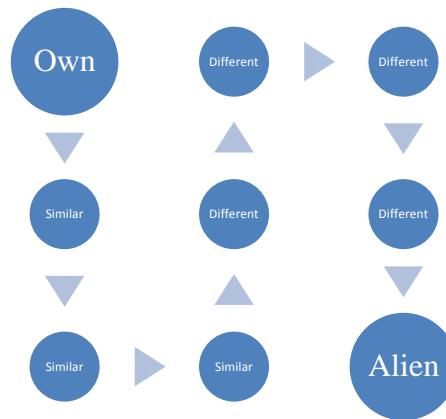 Own
Similar
Similar
Similar
Different
Different
Different
Different
Alien